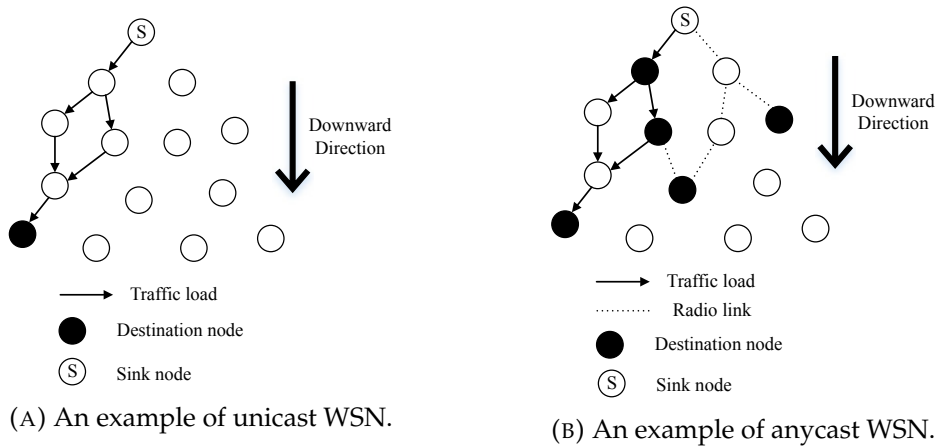 S
Downward
Direction
Traffic load
Destination node
S
Sink node
(A) An example of unicast WSN.
S
Downward
Direction
Traffic load
Radio link
Destination node
S
Sink node
(B) An example of anycast WSN.